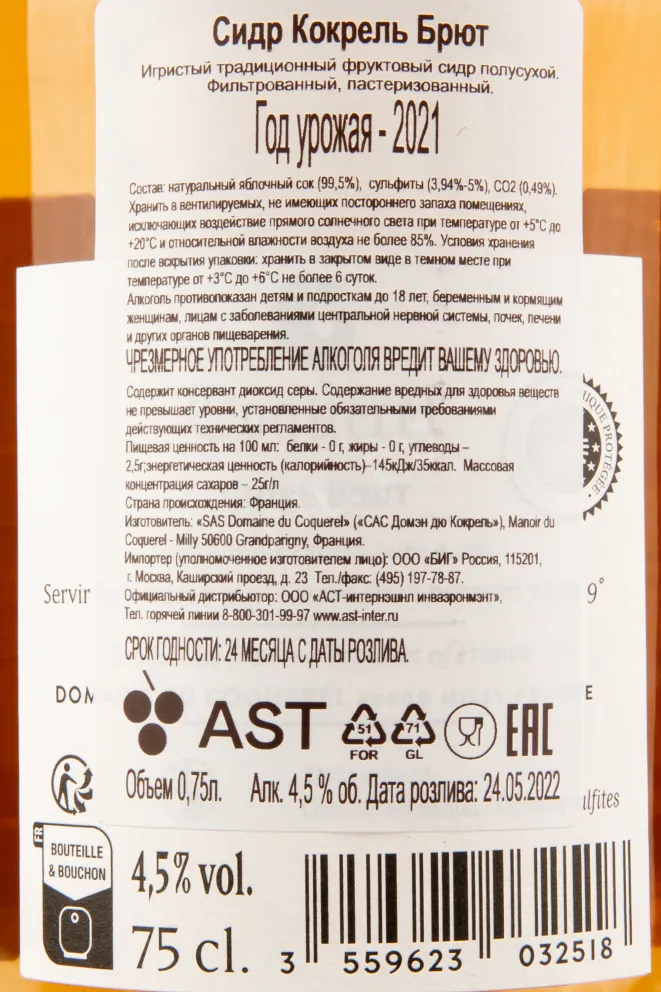 Сидр Кокрель Брют
Игристый традиционный фруктовый сидр полусухой.
Фильтрованный, пастеризованный.
Год урожая - 2021
Состав: натуральный яблочный сок (99,5%), сульфиты (3,94%-5%), СО2 (0,49%).
Хранить в вентилируемых, не имеющих постороннего запаха помещениях,
исключающих воздействие прямого солнечного света при температуре от +5°С до
+20°С и относительной влажности воздуха не более 85%. Условия хранения
после вскрытия упаковки: хранить в закрытом виде в темном месте при
температуре от +3°С до +6°С не более 6 суток.
Алкоголь противопоказан детям и подросткам до 18 лет, беременным и кормящим
женщинам, лицам с заболеваниями центральной нервной системы, почек, печени
и других органов пищеварения.
ЧРЕЗМЕРНОЕ УПОТРЕБЛЕНИЕ АЛКОГОЛЯ ВРЕДИТ ВАШЕМУ ЗДОРОВЬЮ.
Содержит консервант диоксид серы. Содержание вредных для здоровья веществ
не превышает уровни, установленные обязательными требованиями
действующих технических регламентов.
Пищевая ценность на 100 мл: белки - 0 г, жиры - 0 г, углеводы –
2,5г;энергетическая ценность (калорийность)–145кДж/35ккал. Массовая
концентрация сахаров – 25г/л
Страна происхождения: Франция.
Изготовитель: «SAS Domaine du Coquerel» («САС Домэн дю Кокрель»), Manoir du
Coquerel - Milly 50600 Grandparigny, Франция.
Импортер (уполномоченное изготовителем лицо): ООО «БИГ» Россия, 115201,
г. Москва, Каширский проезд, д. 23 Тел./факс: (495) 197-78-87.
Официальный дистрибьютор: ООО «АСТ-интернэшнл инваэронмэнт»,
Тел. горячей линии 8-800-301-99-97 www.ast-inter.ru
СРОК ГОДНОСТИ: 24 МЕСЯЦА С ДАТЫ РОЗЛИВА.
IQUE PROTÉGÉE
Servin
9°
DOM
E
AST
51
FOR
71
GL
EAC
Объем 0,75л. Алк. 4,5 % об. Дата розлива: 24.05.2022
ulfites
FR
BOUTEILLE
& BOUCHON
4,5% vol.
75 cl.
3 559623 032518